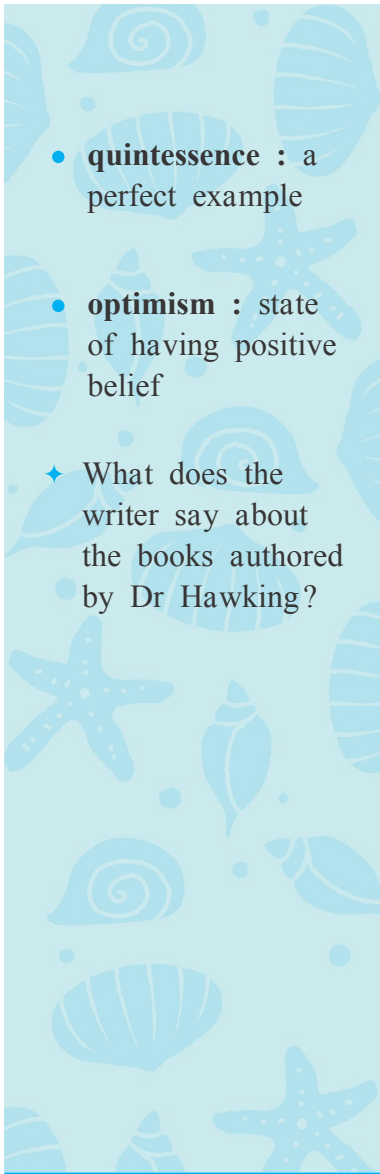 ● quintessence : a
perfect example
● optimism : state
of having positive
belief
✦ What does the
writer say about
the books authored
by Dr Hawking?